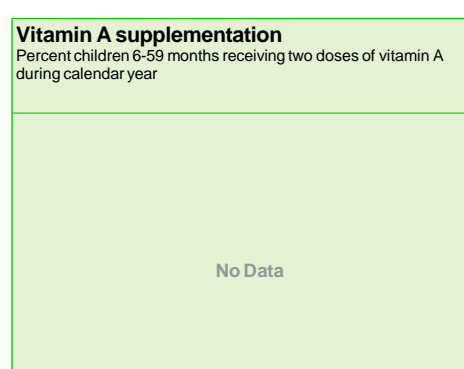 Vitamin A supplementation
Percent children 6-59 months receiving two doses of vitamin A
during calendar year
No Data